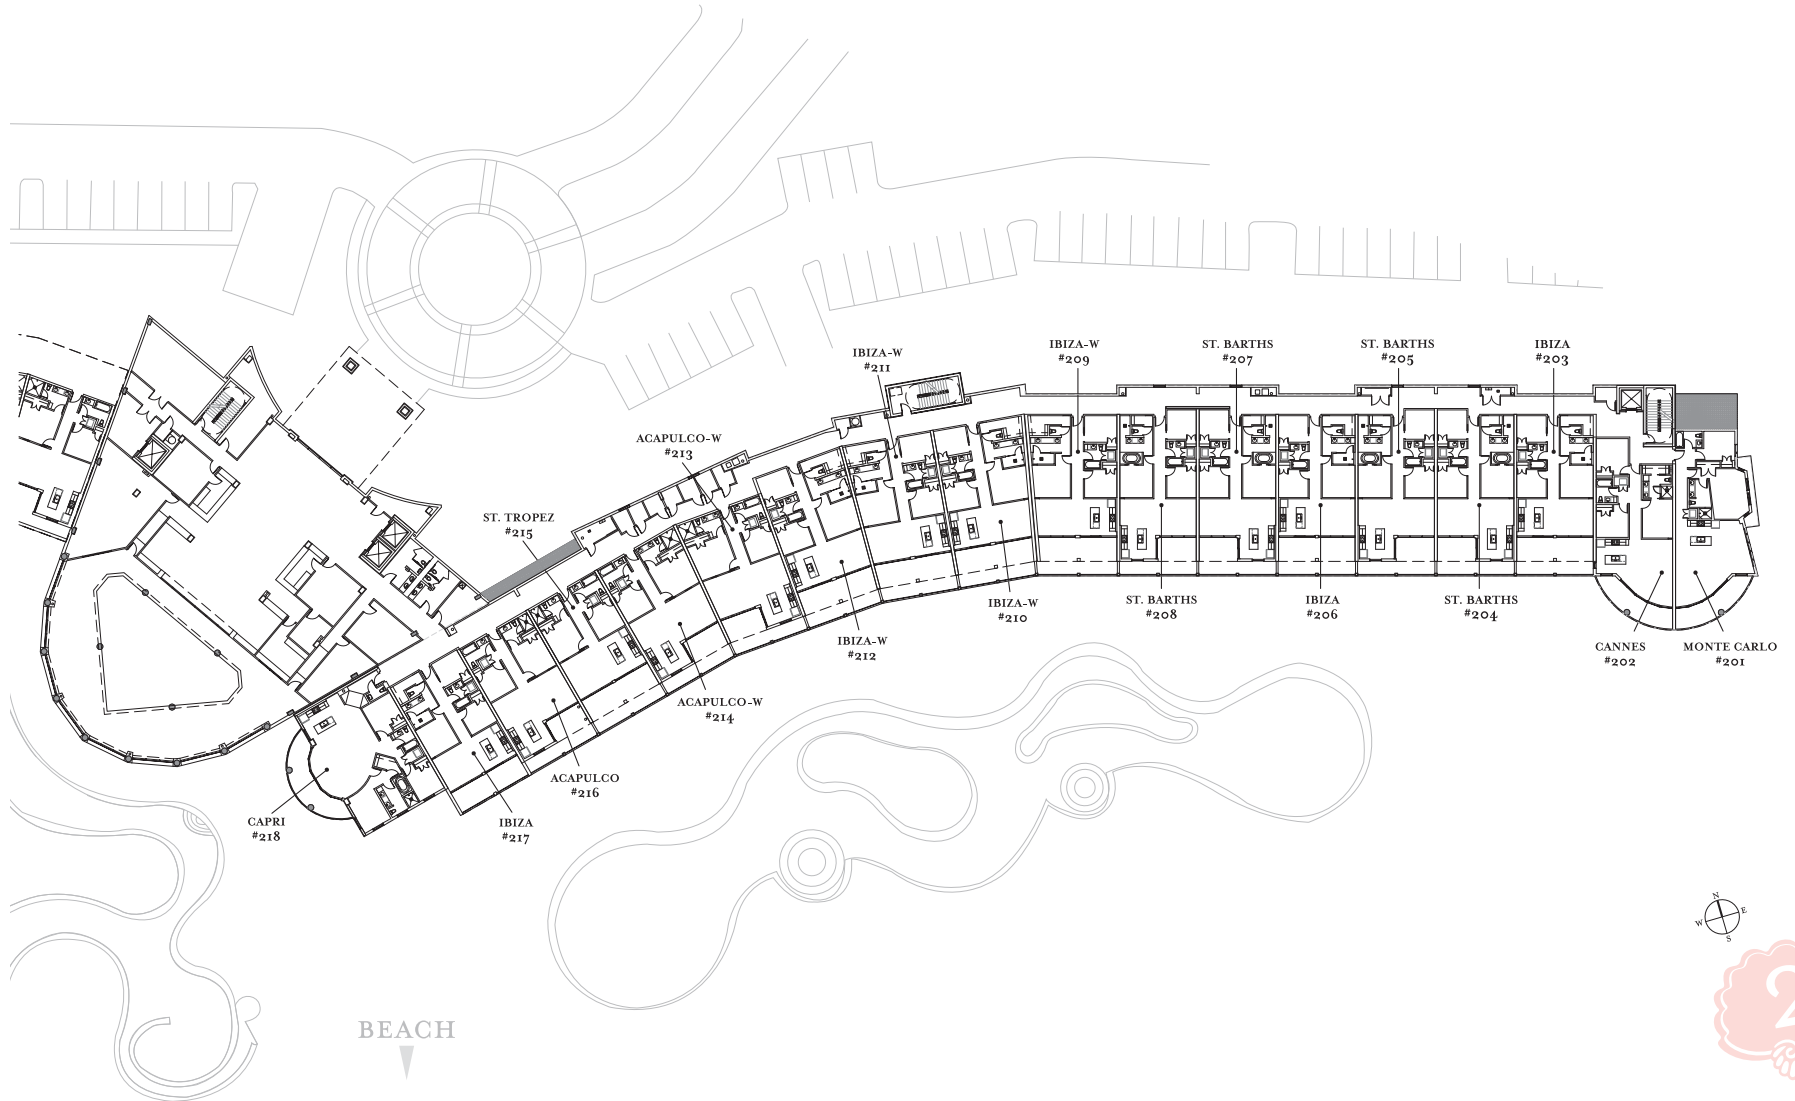 IBIZA-W
#209
ST. BARTHS
#207
ST. BARTHS
#205
IBIZA
#203
IBIZA-W
#211
ACAPULCO-W
#213
ST. TROPEZ
#215
IBIZA-W
#210
ST. BARTHS
#208
IBIZA
#206
ST. BARTHS
#204
IBIZA-W
#212
CANNES
#202
MONTE CARLO
#201
ACAPULCO-W
#214
ACAPULCO
#216
CAPRI
#218
IBIZA
#217
N
W
E
S
2
BEACH